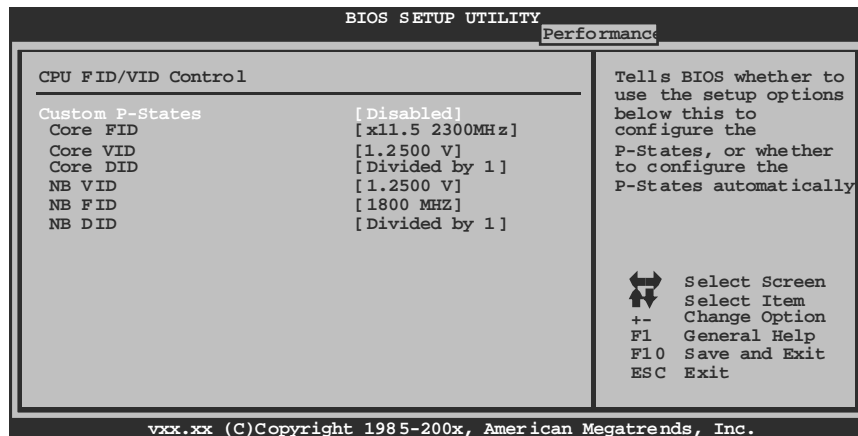 BIOS SETUP UTILITY
Performance
CPU FID/VID Control
Custom P-States [Disabled]
Core FID [x11.5 2300MHz]
Core VID [1.2500 V]
Core DID [Divided by 1]
NB VID [1.2500 V]
NB FID [1800 MHZ]
NB DID [Divided by 1]
Tells BIOS whether to
use the setup options
below this to
configure the
P-States, or whether
to configure the
P-States automatically
Select Screen
Select Item
+- Change Option
F1 General Help
F10 Save and Exit
ESC Exit
vxx.xx (C)Copyright 1985-200x, American Megatrends, Inc.